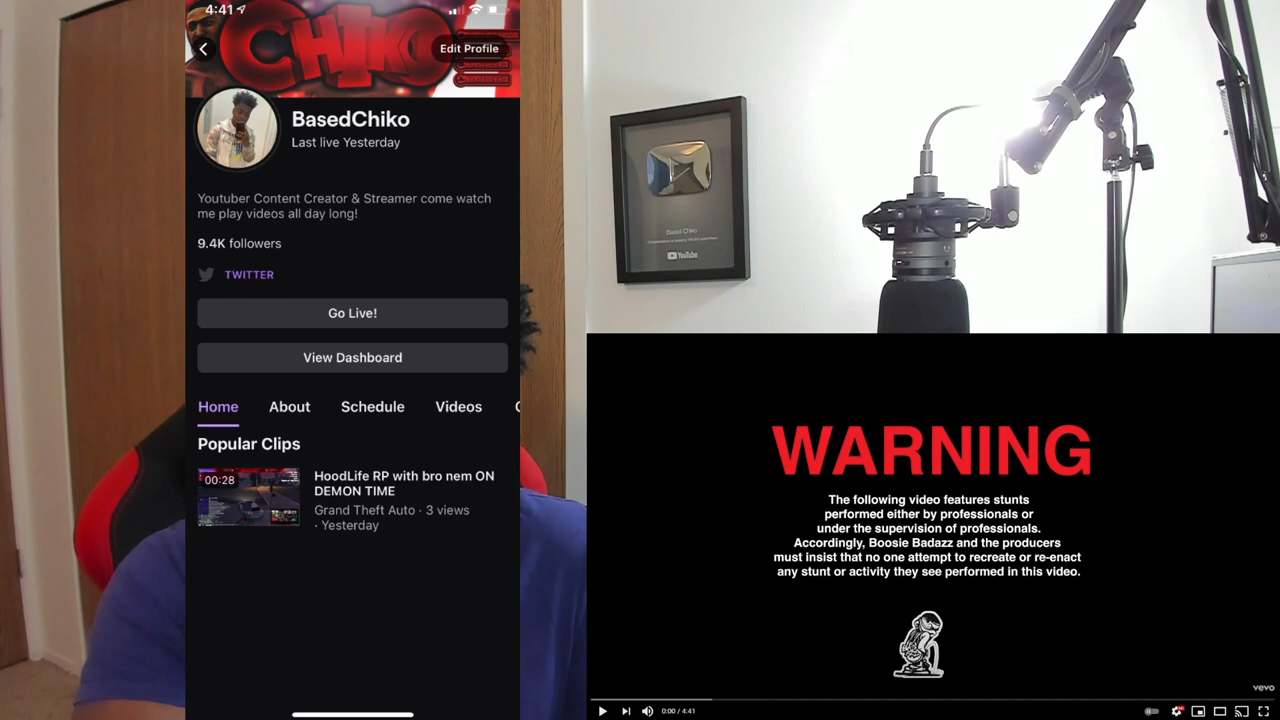 4:41
CHIKO
Edit Profile
BasedChiko
Last live Yesterday
Youtuber Content Creator & Streamer come watch
me play videos all day long!
9.4K followers
TWITTER
Go Live!
View Dashboard
Home About Schedule Videos
Popular Clips
00:28
HoodLife RP with bro nem ON
DEMON TIME
Grand Theft Auto · 3 views
· Yesterday
Based Chiko
YouTube
WARNING
The following video features stunts
performed either by professionals or
under the supervision of professionals.
Accordingly, Boosie Badazz and the producers
must insist that no one attempt to recreate or re-enact
any stunt or activity they see performed in this video.
vevo
0:00 / 4:41